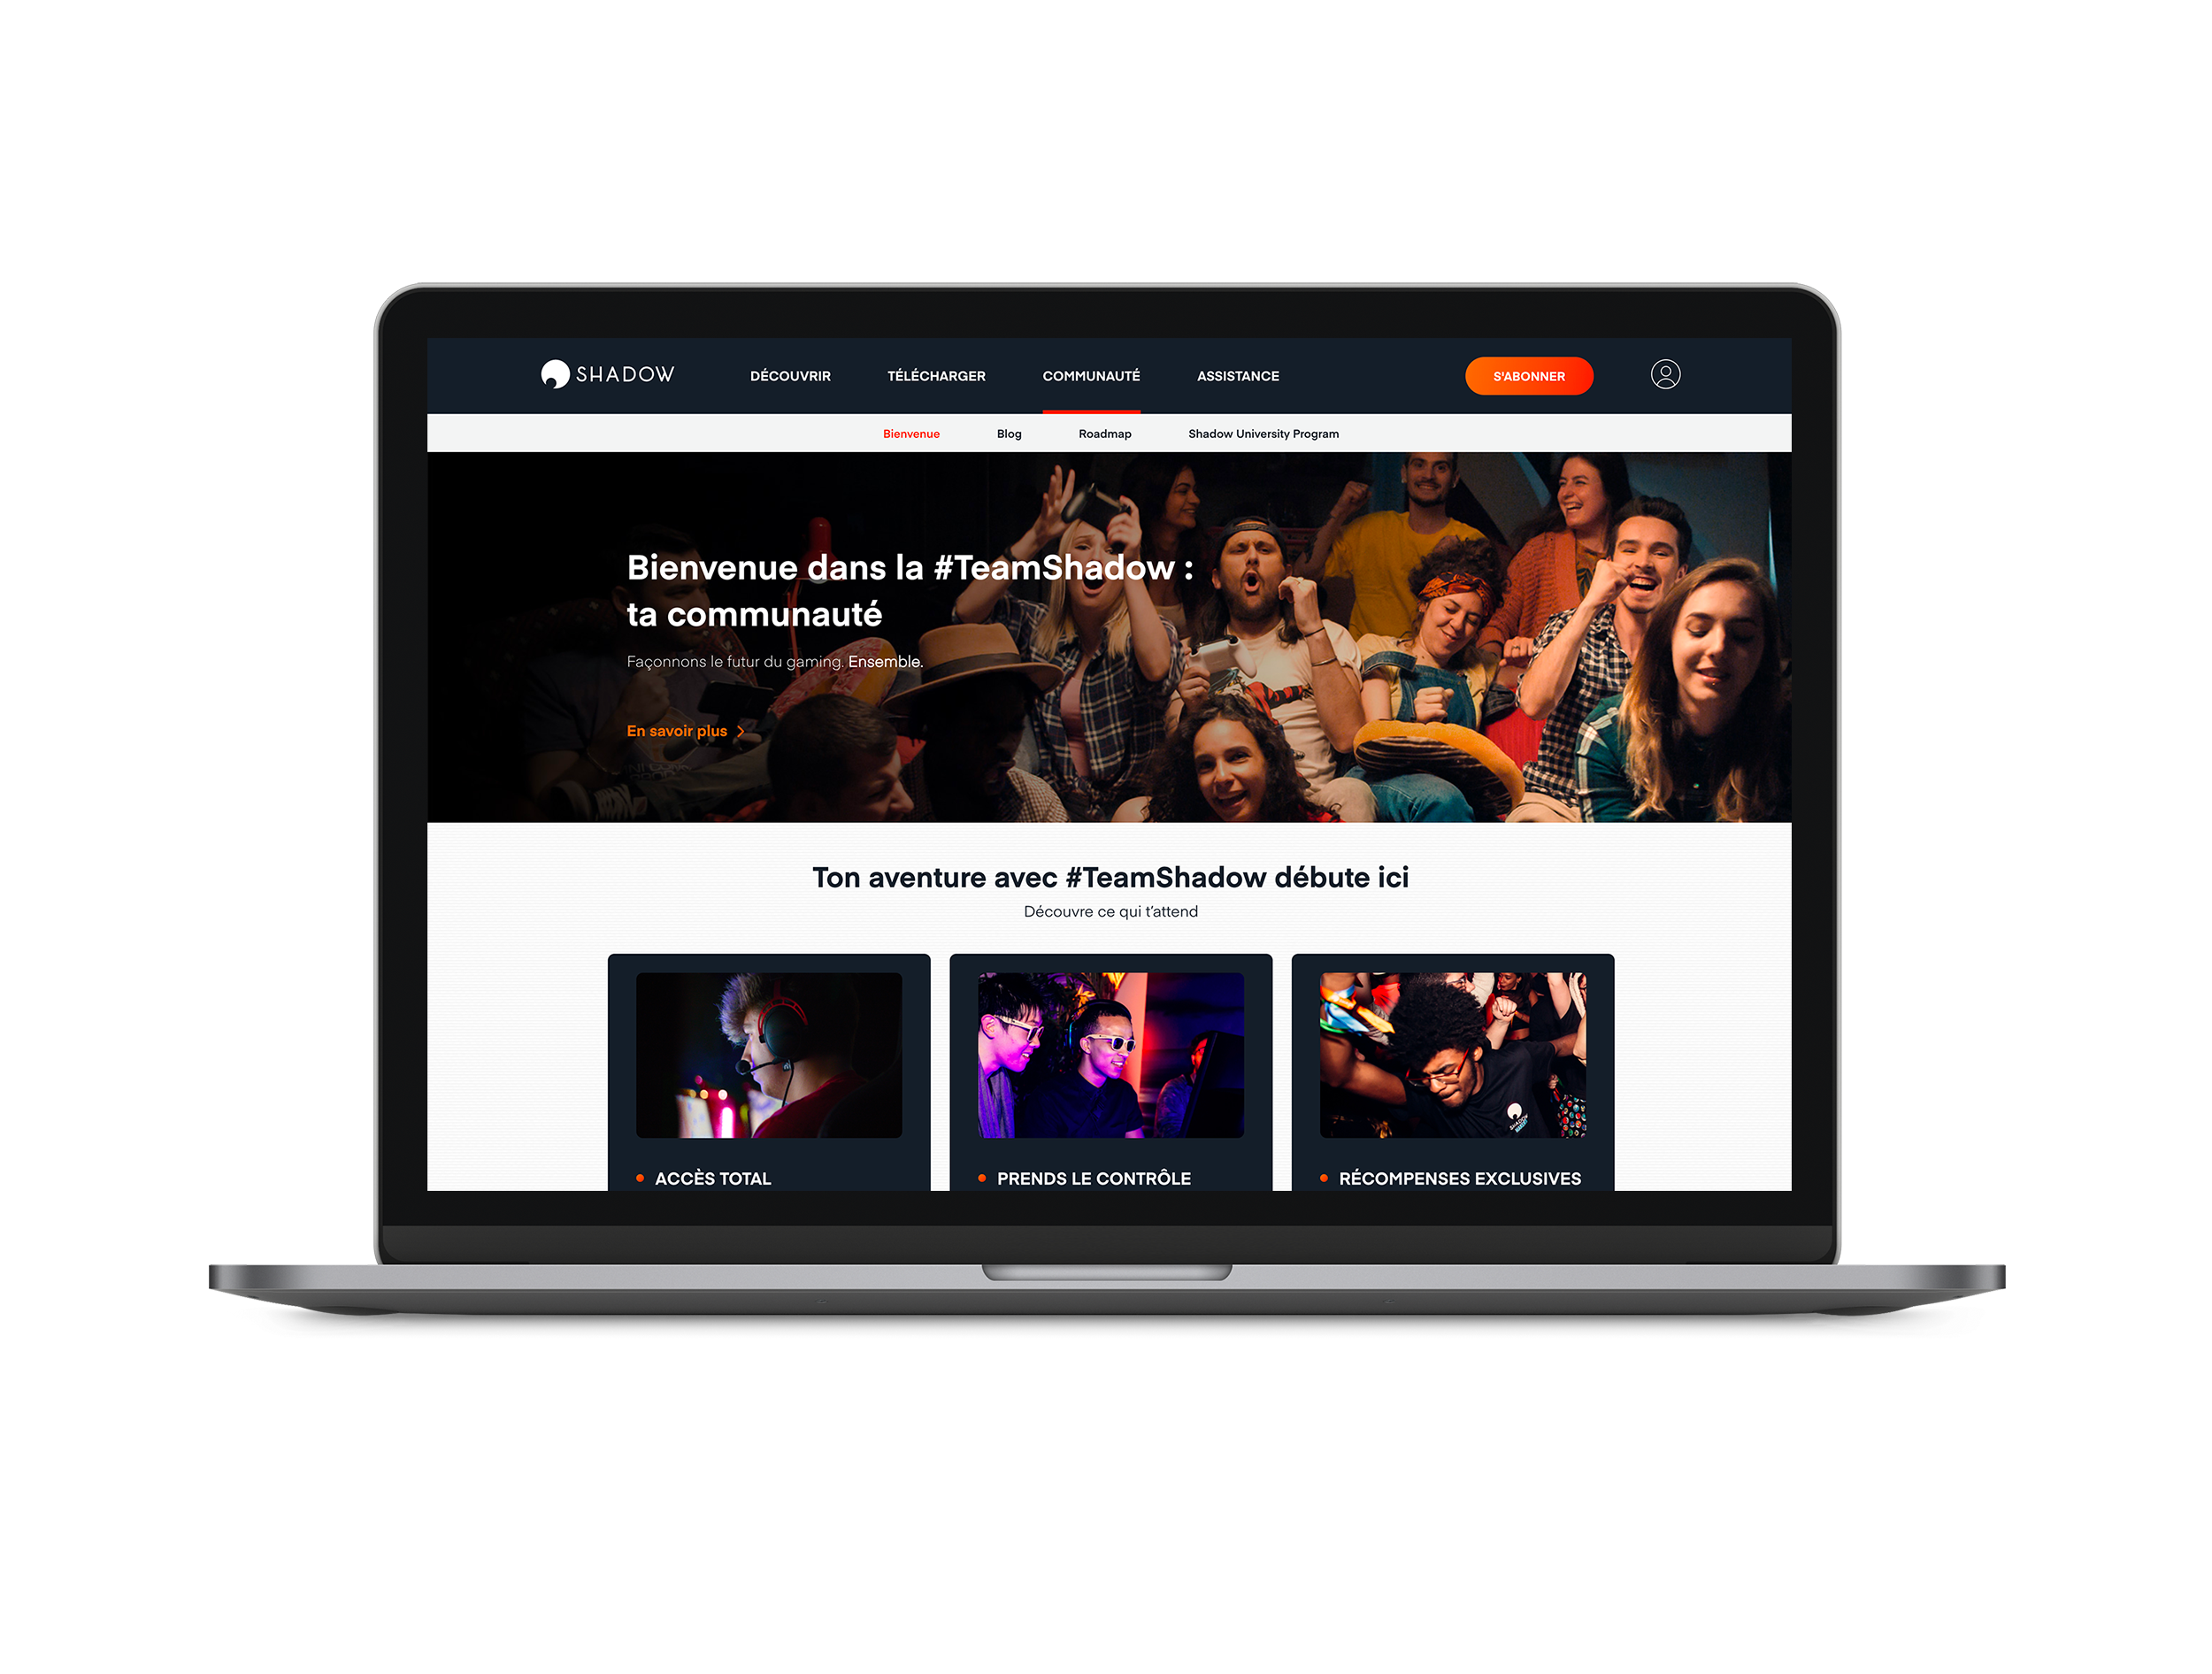 SHADOW
DÉCOUVRIR
TÉLÉCHARGER
COMMUNAUTÉ
ASSISTANCE
S'ABONNER
Bienvenue
Blog
Roadmap
Shadow University Program
Bienvenue dans la #TeamShadow :
ta communauté
Façonnons le futur du gaming. Ensemble.
En savoir plus >
Ton aventure avec #TeamShadow débute ici
Découvre ce qui t’attend
SHADOW
• ACCÈS TOTAL
• PRENDS LE CONTRÔLE
• RÉCOMPENSES EXCLUSIVES